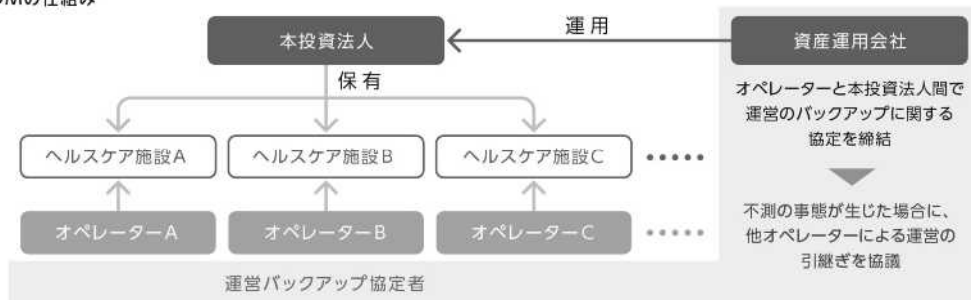 の仕組み
本投資法人
運用
資産運用会社
保有
オペレーターと本投資法人間で
運営のバックアップに関する
協定を締結
ヘルスケア施設A
ヘルスケア施設B
ヘルスケア施設C
不測の事態が生じた場合に、
他オペレーターによる運営の
引継ぎを協議
オペレーターA
オペレーターB
オペレーターC
運営バックアップ協定者